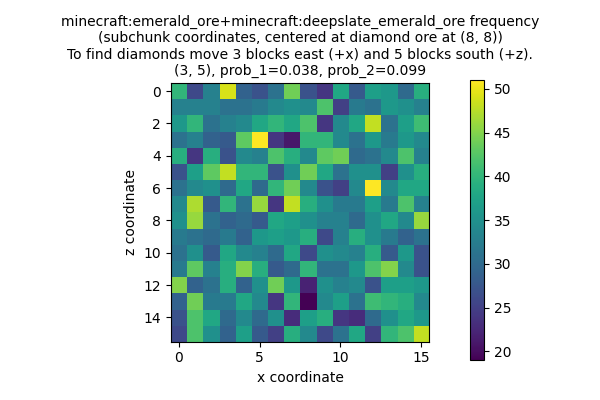 minecraft:emerald_ore+minecraft:deepslate_emerald_ore frequency
(subchunk coordinates, centered at diamond ore at (8, 8))
To find diamonds move 3 blocks east (+x) and 5 blocks south (+z).
(3, 5), prob_1=0.038, prob_2=0.099
0
2
4
6
8
10
12
14
z coordinate
0 5 10 15
x coordinate
50
45
40
35
30
25
20